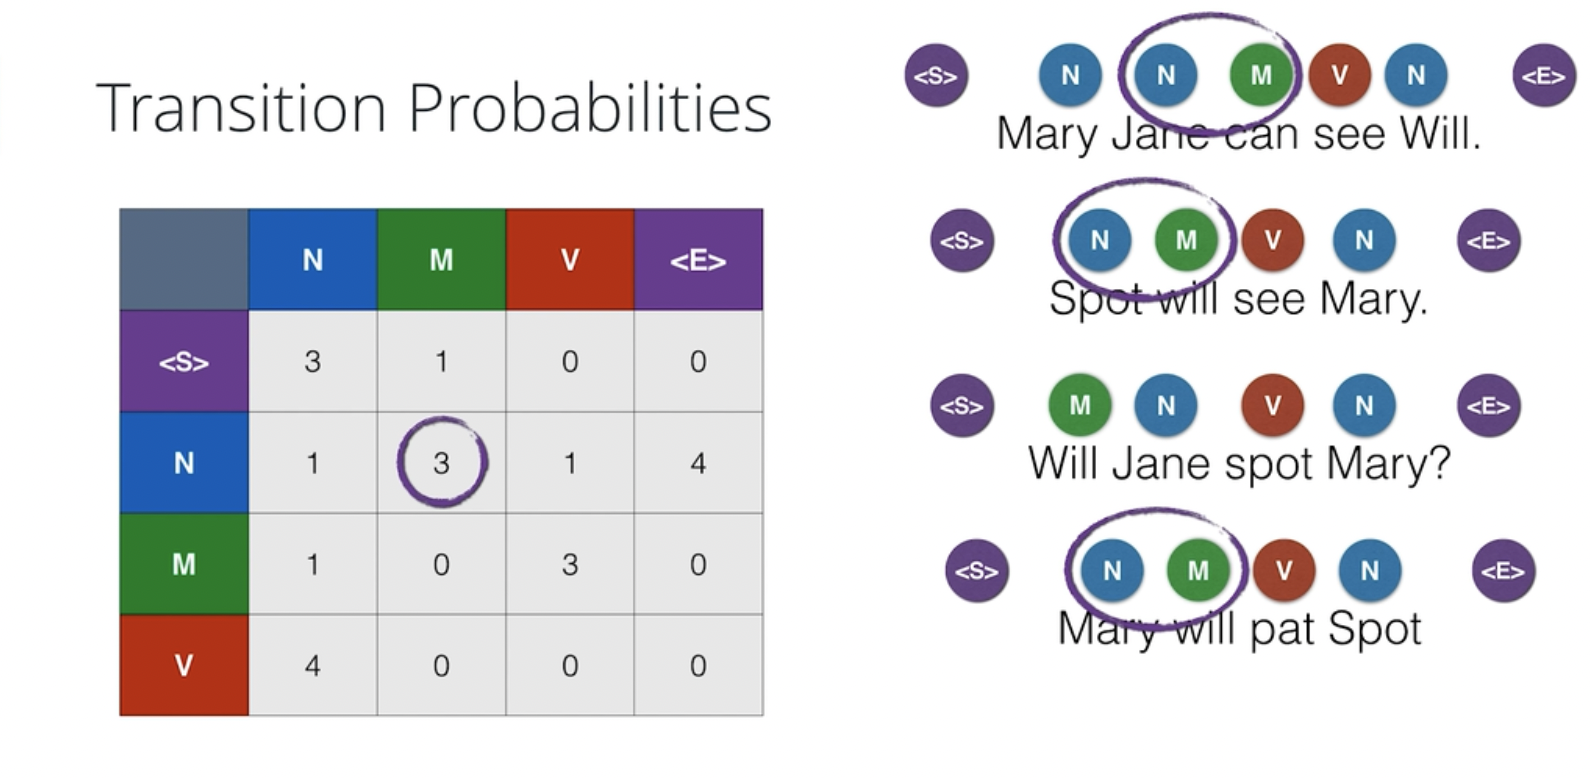 Transition Probabilities
N M V <E>
<S> 3 1 0 0
N 1 3 1 4
M 1 0 3 0
V 4 0 0 0
<S> N N M V N <E>
Mary Jane can see Will.
<S> N M V N <E>
Spot will see Mary.
<S> M N V N <E>
Will Jane spot Mary?
<S> N M V N <E>
Mary will pat Spot